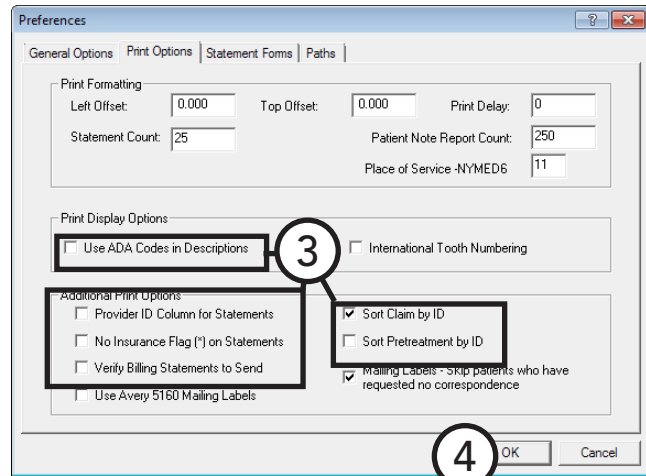 Preferences
General Options Print Options Statement Forms Paths
Print Formatting
Left Offset: 0.000 Top Offset: 0.000 Print Delay: 0
Statement Count: 25 Patient Note Report Count: 250
Place of Service -NYMED6 11
Print Display Options
Use ADA Codes in Descriptions 3 International Tooth Numbering
Additional Print Options
Provider ID Column for Statements Sort Claim by ID
No Insurance Flag (*) on Statements Sort Pretreatment by ID
Verify Billing Statements to Send Mailing Labels - Skip patients who have
requested no correspondence
Use Avery 5160 Mailing Labels
4 OK Cancel